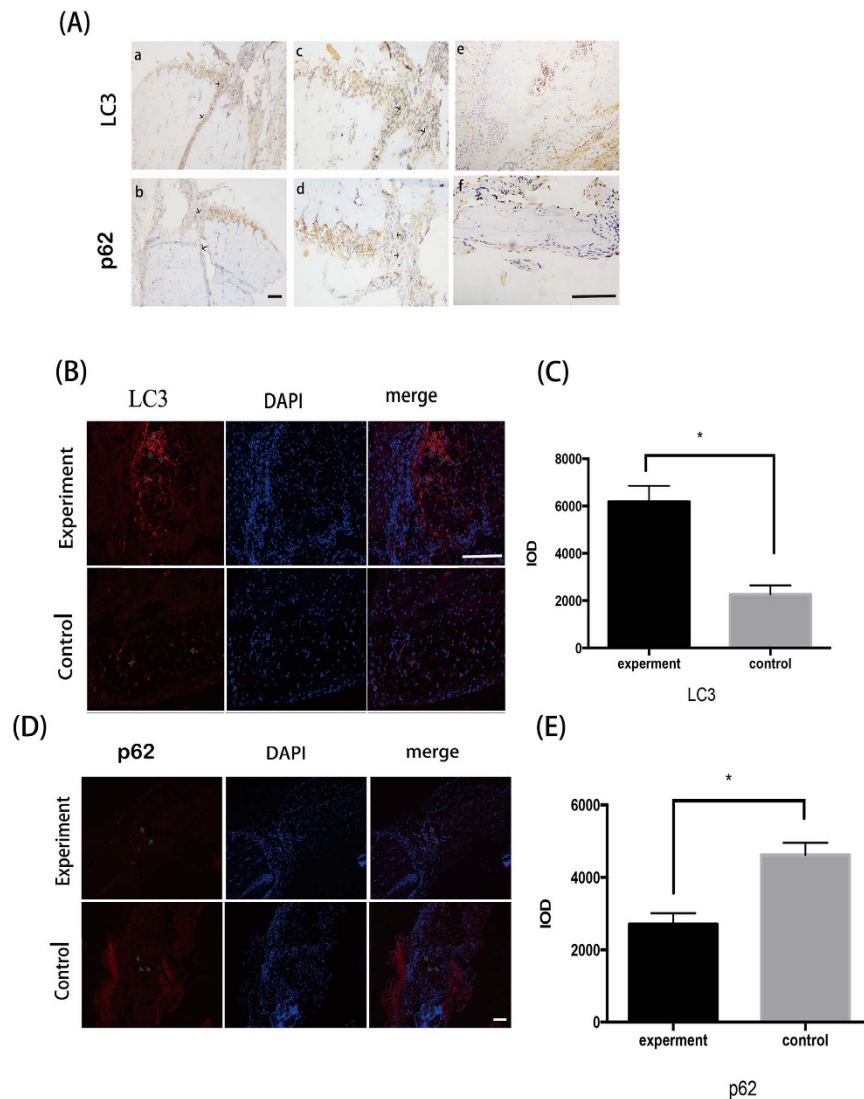 (A)
a
c
e
LC3
b
d
f
p62
(B)
LC3
DAPI
merge
Experiment
Control
(C)
8000
6000
4000
2000
0
IOD
*
experment
control
LC3
(D)
p62
DAPI
merge
Experiment
Control
(E)
6000
4000
2000
0
IOD
*
experment
control
p62